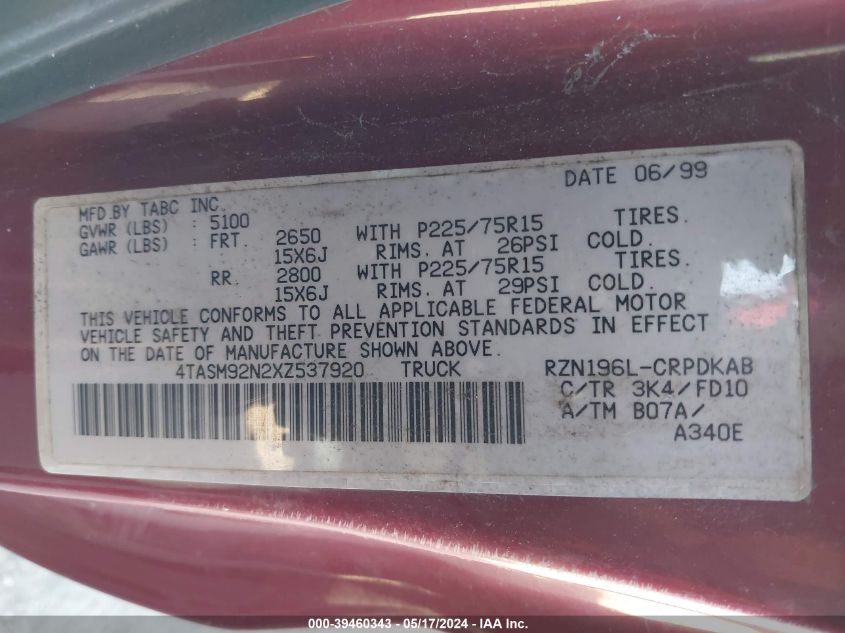 DATE 06/99
MFD.BY TABC INC.
GVWR (LBS) : 5100
GAWR (LBS) : FRT. 2650 WITH P225/75R15 TIRES.
15X6J RIMS. AT 26PSI COLD.
RR. 2800 WITH P225/75R15 TIRES.
15X6J RIMS. AT 29PSI COLD.
THIS VEHICLE CONFORMS TO ALL APPLICABLE FEDERAL MOTOR
VEHICLE SAFETY AND THEFT PREVENTION STANDARDS IN EFFECT
ON THE DATE OF MANUFACTURE SHOWN ABOVE.
4TASM92N2XZ537920 TRUCK RZN196L-CRPDKAB
C/TR 3K4/FD10
A/TM B07A/
A340E
000-39460343 — 05/17/2024 — IAA Inc.